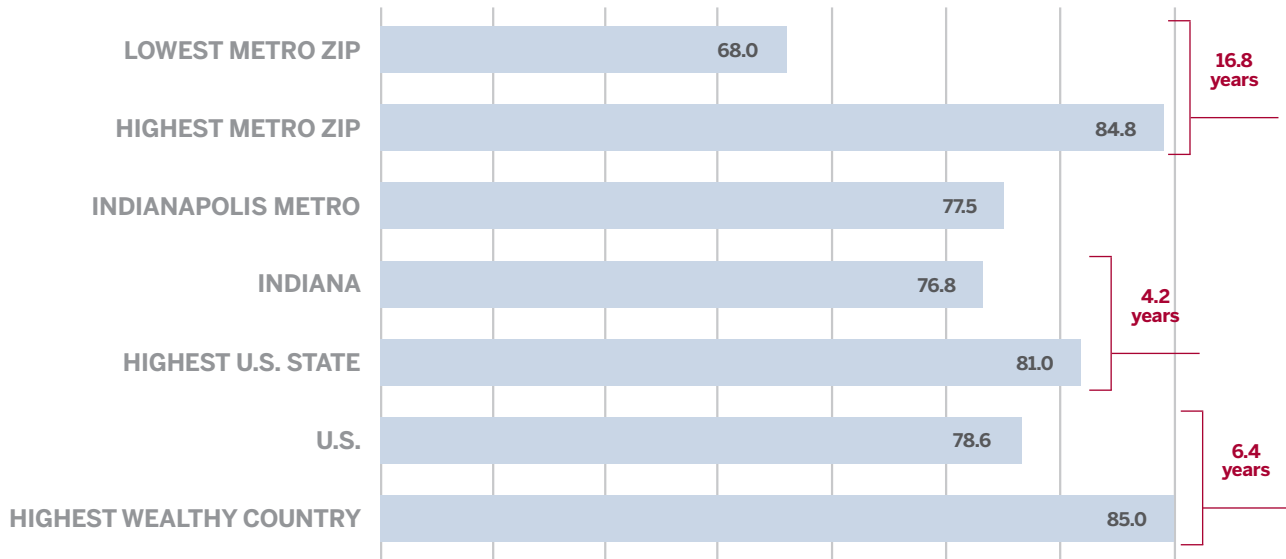 LOWEST METRO ZIP
68.0
16.8
years
HIGHEST METRO ZIP
84.8
INDIANAPOLIS METRO
77.5
INDIANA
76.8
4.2
years
HIGHEST U.S. STATE
81.0
U.S.
78.6
6.4
years
HIGHEST WEALTHY COUNTRY
85.0